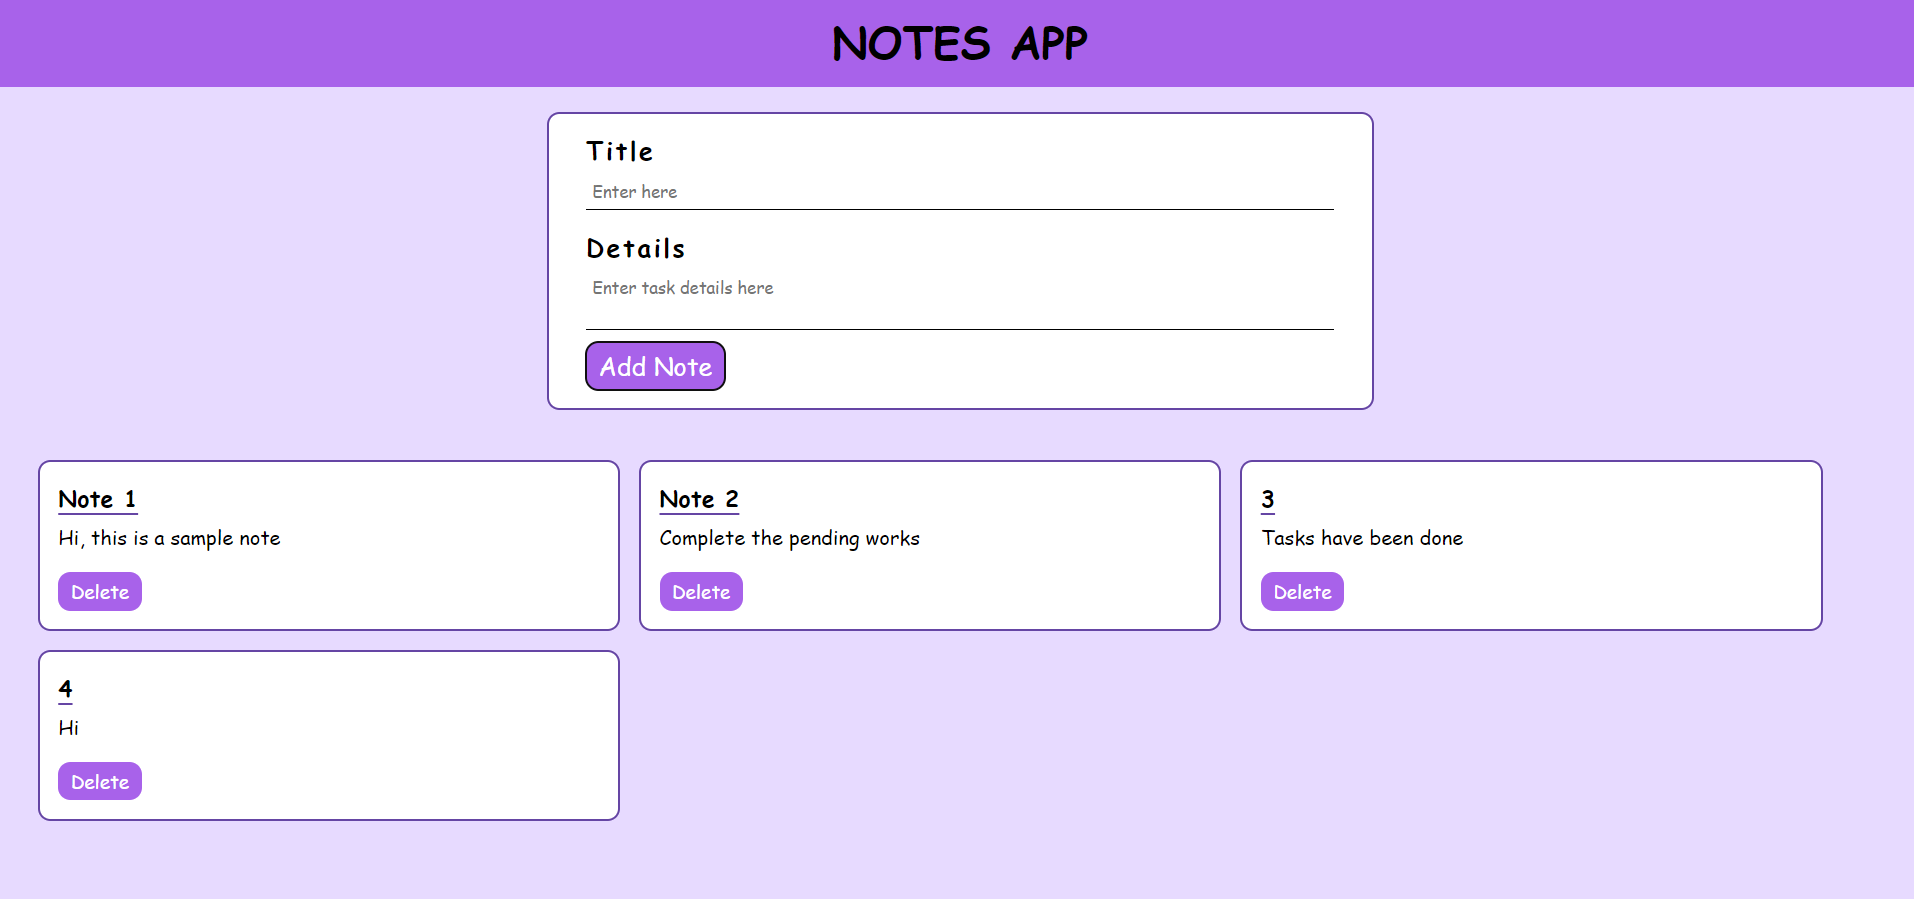 NOTES APP
Title
Enter here
Details
Enter task details here
Add Note
Note 1
Hi, this is a sample note
Delete
Note 2
Complete the pending works
Delete
3
Tasks have been done
Delete
4
Hi
Delete